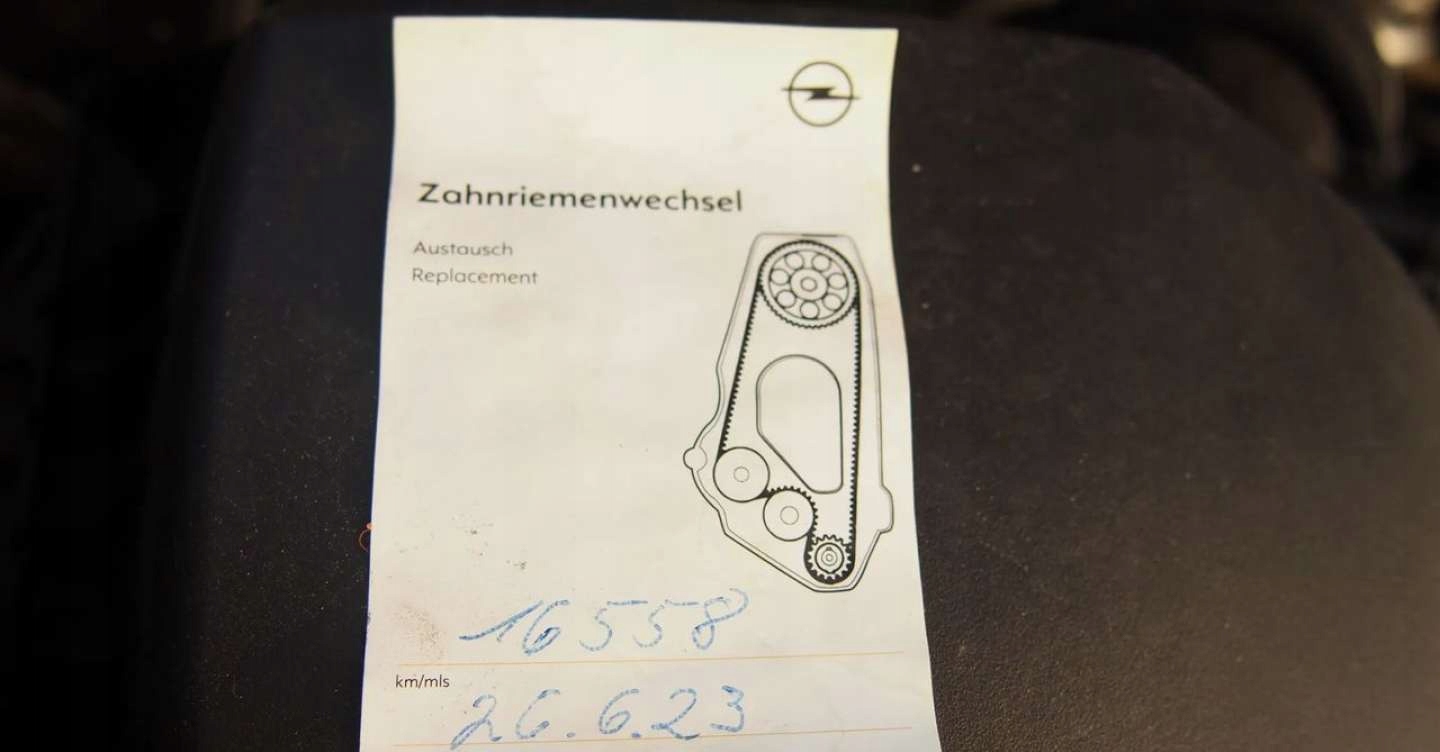 Zahnriemenwechsel
Austausch
Replacement
16558
km/mls
26.6.23